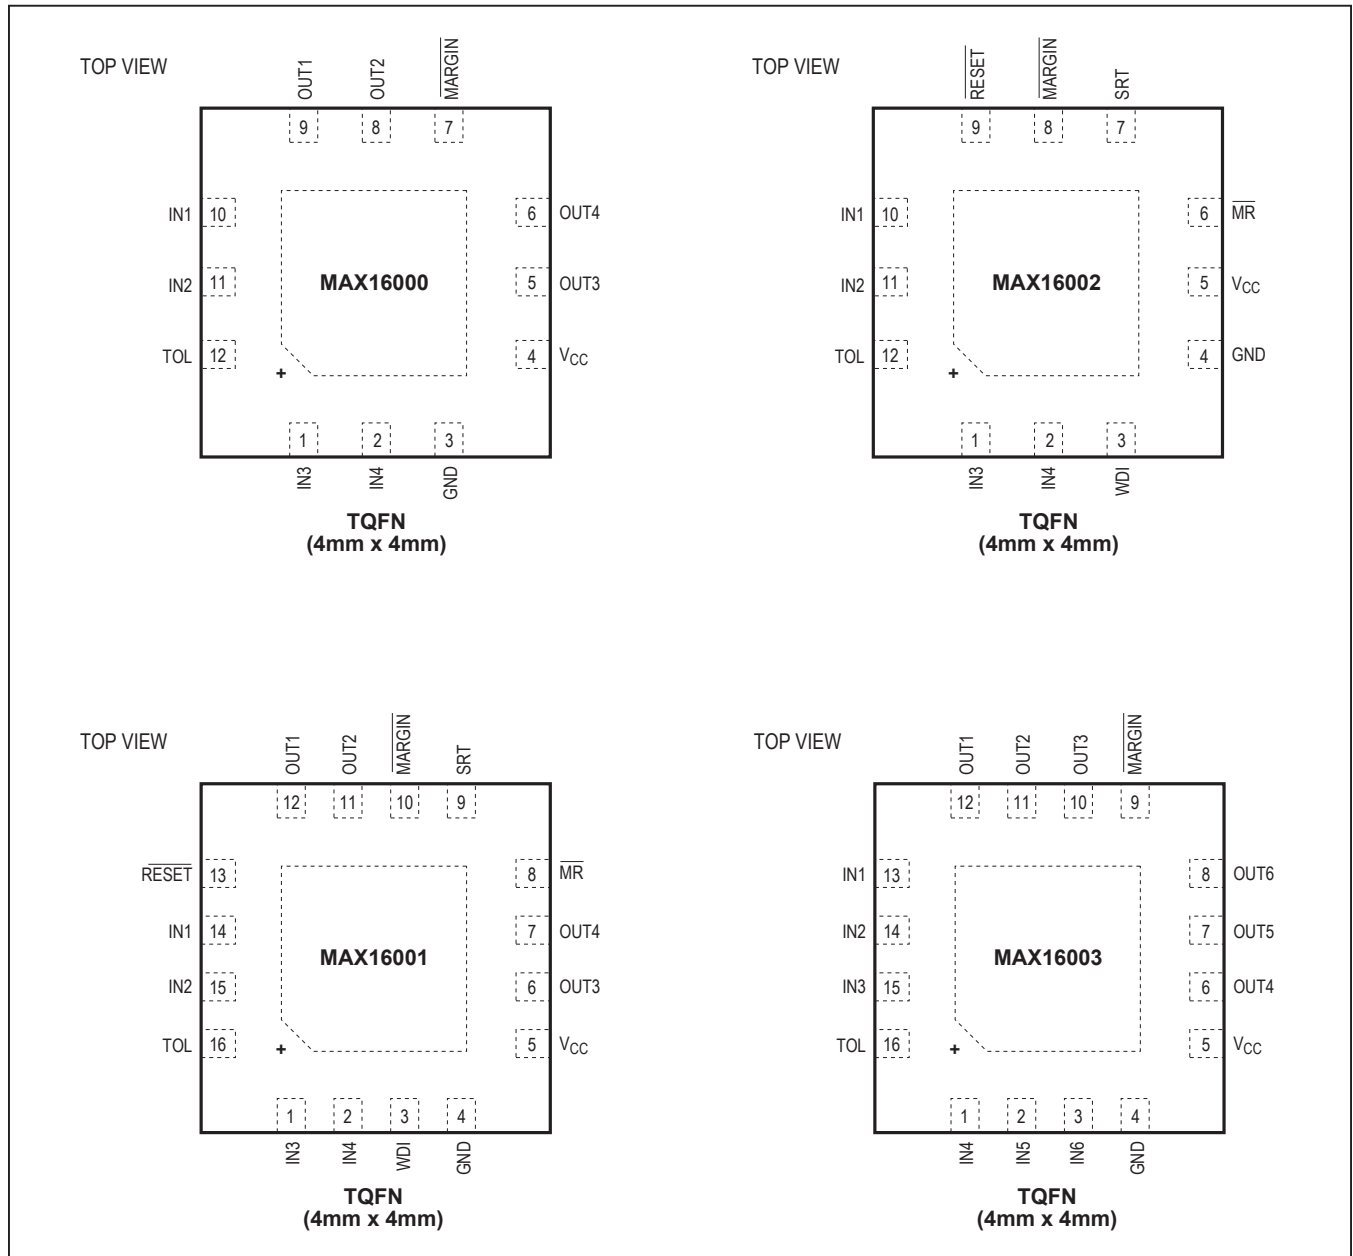 TOP VIEW
OUT1
OUT2
MARGIN
9
8
7
IN1
10
6
OUT4
IN2
11
MAX16000
5
OUT3
TOL
12
4
VCC
+
1
2
3
IN3
IN4
GND
TQFN
(4mm x 4mm)
TOP VIEW
RESET
MARGIN
SRT
9
8
7
IN1
10
6
MR
IN2
11
MAX16002
5
VCC
TOL
12
4
GND
+
1
2
3
IN3
IN4
WDI
TQFN
(4mm x 4mm)
TOP VIEW
OUT1
OUT2
MARGIN
SRT
12
11
10
9
RESET
13
8
MR
IN1
14
7
OUT4
MAX16001
IN2
15
6
OUT3
TOL
16
5
VCC
+
1
2
3
4
IN3
IN4
WDI
GND
TQFN
(4mm x 4mm)
TOP VIEW
OUT1
OUT2
OUT3
MARGIN
12
11
10
9
IN1
13
8
OUT6
IN2
14
7
OUT5
MAX16003
IN3
15
6
OUT4
TOL
16
5
VCC
+
1
2
3
4
IN4
IN5
IN6
GND
TQFN
(4mm x 4mm)